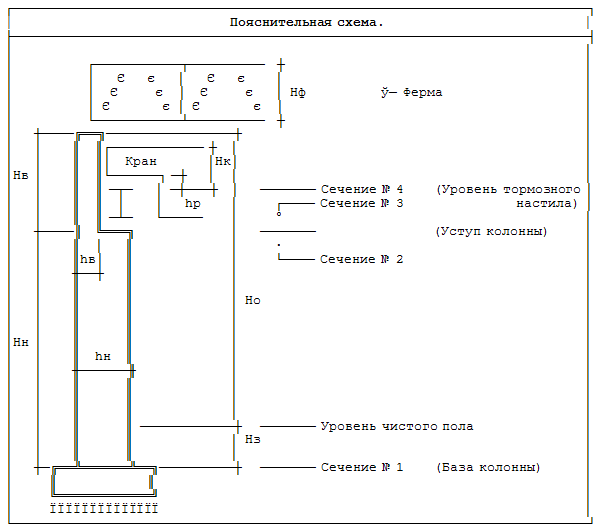 Пояснительная схема.
Є є Є є
Є є Є є Нф ў— Ферма
Є є Є є
Кран Нк
Нв
Сечение № 4 (Уровень тормозного
hр Сечение № 3 настила)
(Уступ колонны)
hв Сечение № 2
Но
Нн
hн
Уровень чистого пола
Нз
Сечение № 1 (База колонны)
ЇЇЇЇЇЇЇЇЇЇЇЇЇЇ